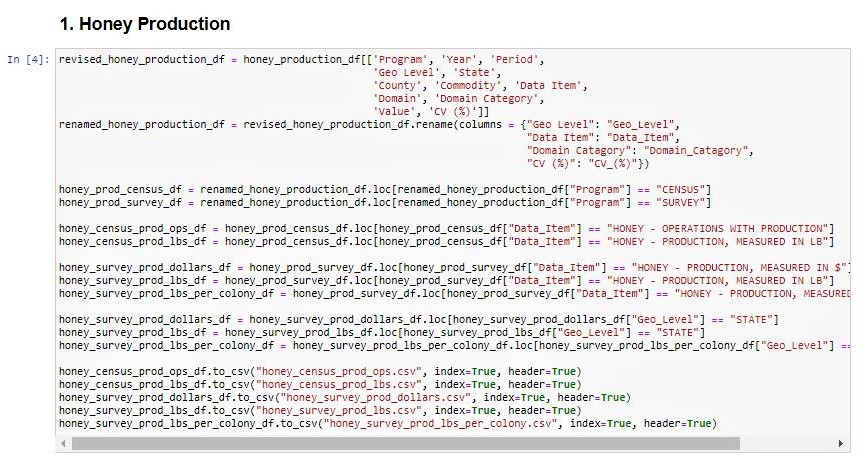 1. Honey Production
In [4]: revised_honey_production_df = honey_production_df[['Program', 'Year', 'Period',
'Geo Level', 'State',
'County', 'Commodity', 'Data Item',
'Domain', 'Domain Category',
'Value', 'CV (%)']]
renamed_honey_production_df = revised_honey_production_df.rename(columns = {"Geo Level": "Geo_Level",
"Data Item": "Data_Item",
"Domain Catagory": "Domain_Catagory",
"CV (%)": "CV_(%)"})
honey_prod_census_df = renamed_honey_production_df.loc[renamed_honey_production_df["Program"] == "CENSUS"]
honey_prod_survey_df = renamed_honey_production_df.loc[renamed_honey_production_df["Program"] == "SURVEY"]
honey_census_prod_ops_df = honey_prod_census_df.loc[honey_prod_census_df["Data_Item"] == "HONEY - OPERATIONS WITH PRODUCTION"]
honey_census_prod_lbs_df = honey_prod_census_df.loc[honey_prod_census_df["Data_Item"] == "HONEY - PRODUCTION, MEASURED IN LB"]
honey_survey_prod_dollars_df = honey_prod_survey_df.loc[honey_prod_survey_df["Data_Item"] == "HONEY - PRODUCTION, MEASURED IN $"]
honey_survey_prod_lbs_df = honey_prod_survey_df.loc[honey_prod_survey_df["Data_Item"] == "HONEY - PRODUCTION, MEASURED IN LB"]
honey_survey_prod_lbs_per_colony_df = honey_prod_survey_df.loc[honey_prod_survey_df["Data_Item"] == "HONEY - PRODUCTION, MEASURED
honey_survey_prod_dollars_df = honey_survey_prod_dollars_df.loc[honey_survey_prod_dollars_df["Geo_Level"] == "STATE"]
honey_survey_prod_lbs_df = honey_survey_prod_lbs_df.loc[honey_survey_prod_lbs_df["Geo_Level"] == "STATE"]
honey_survey_prod_lbs_per_colony_df = honey_survey_prod_lbs_per_colony_df.loc[honey_survey_prod_lbs_per_colony_df["Geo_Level"] ==
honey_census_prod_ops_df.to_csv("honey_census_prod_ops.csv", index=True, header=True)
honey_census_prod_lbs_df.to_csv("honey_census_prod_lbs.csv", index=True, header=True)
honey_survey_prod_dollars_df.to_csv("honey_survey_prod_dollars.csv", index=True, header=True)
honey_survey_prod_lbs_df.to_csv("honey_survey_prod_lbs.csv", index=True, header=True)
honey_survey_prod_lbs_per_colony_df.to_csv("honey_survey_prod_lbs_per_colony.csv", index=True, header=True)